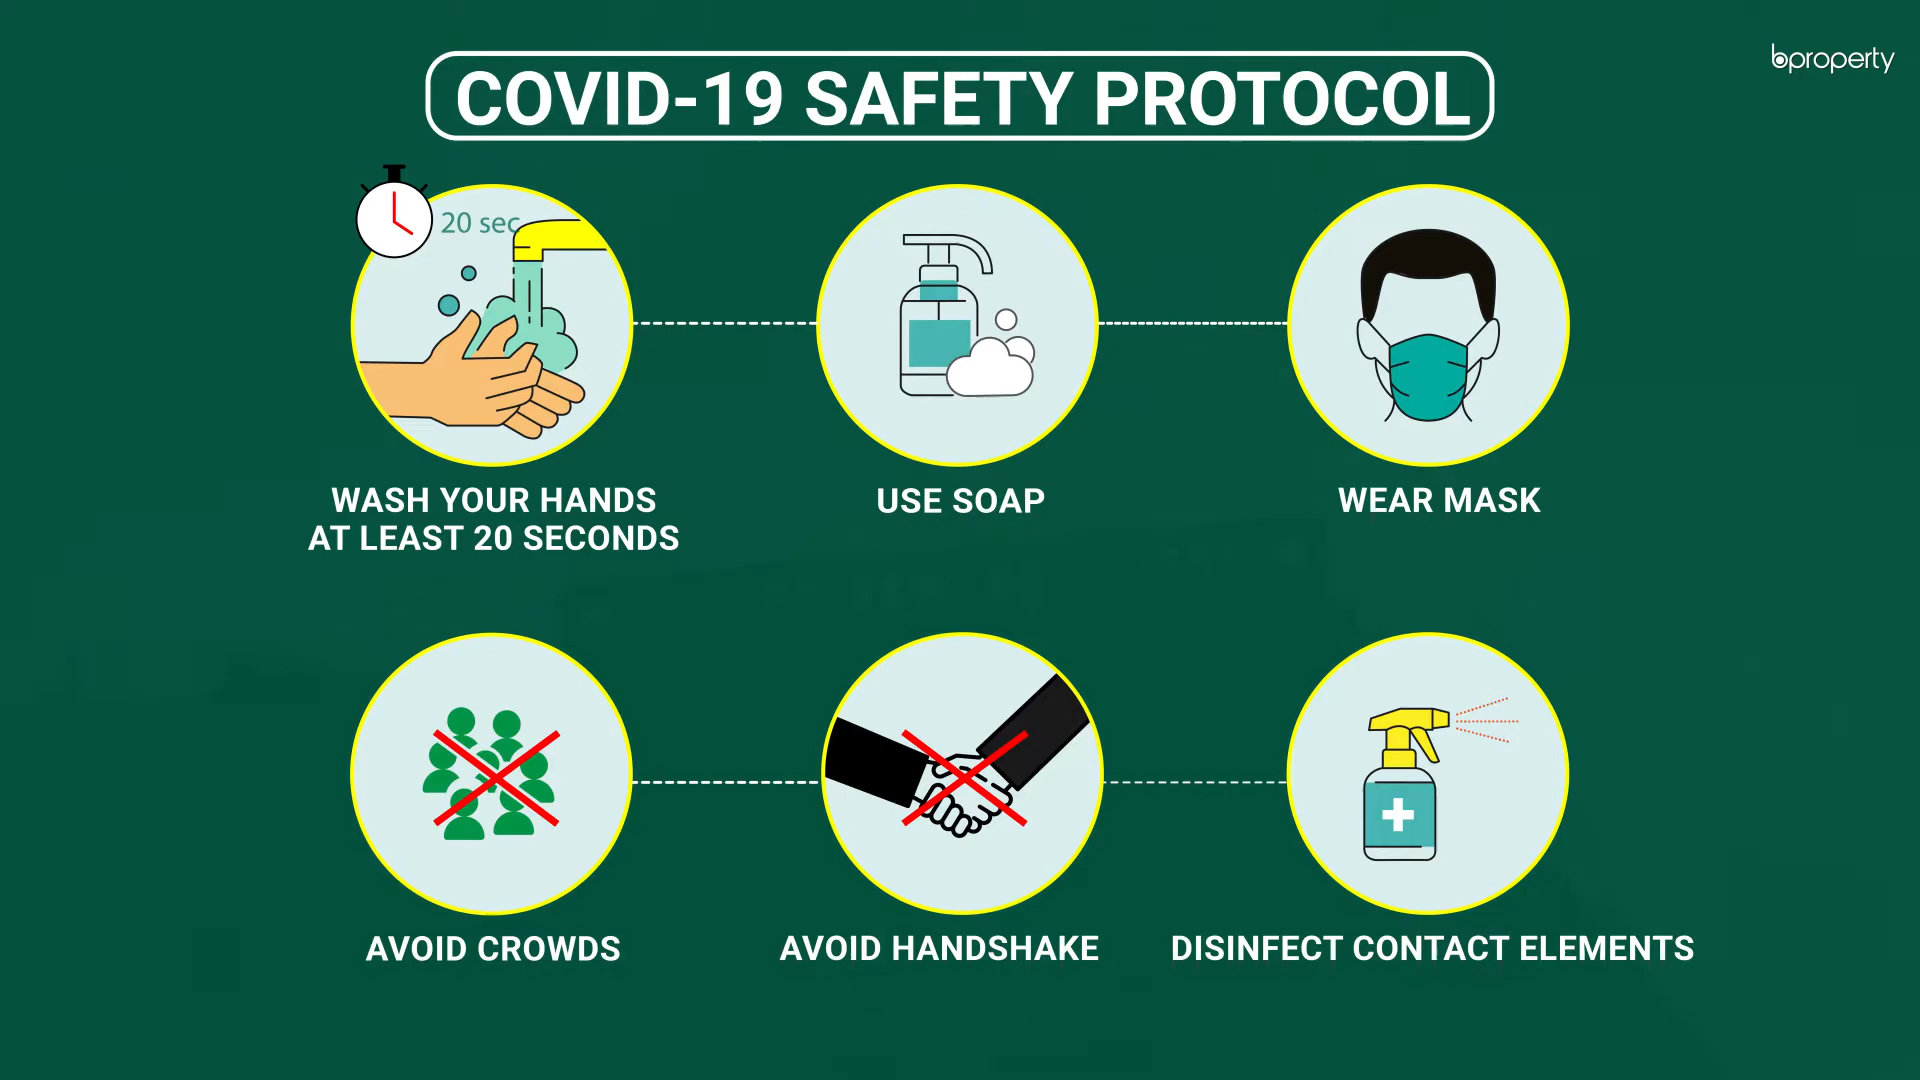 bproperty
COVID-19 SAFETY PROTOCOL
20 sec
WASH YOUR HANDS
AT LEAST 20 SECONDS
USE SOAP
WEAR MASK
AVOID CROWDS
AVOID HANDSHAKE
DISINFECT CONTACT ELEMENTS